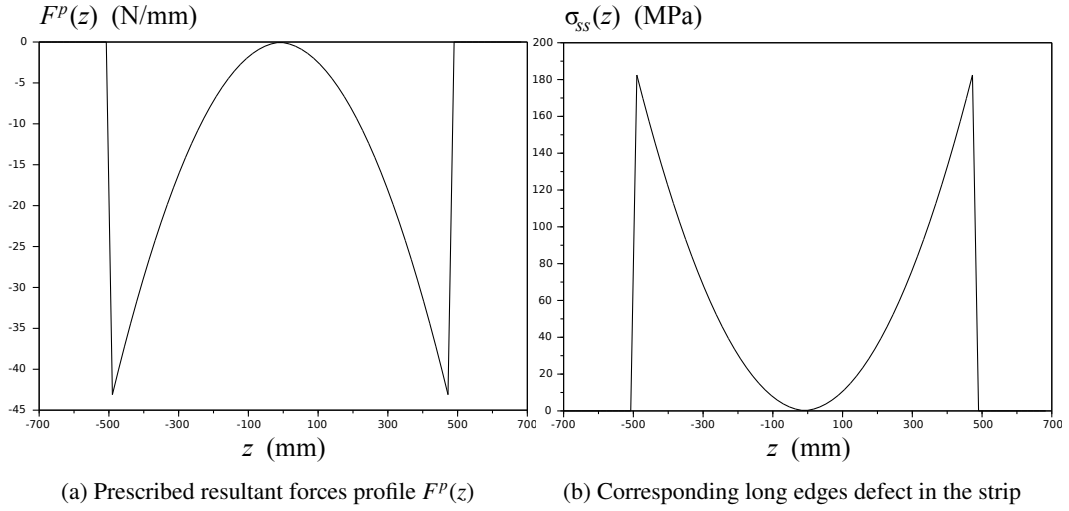 F^p(z) (N/mm)
0
-5
-10
-15
-20
-25
-30
-35
-40
-45
-700 -500 -300 -100 100 300 500 700
z (mm)
(a) Prescribed resultant forces profile F^p(z)
σ_ss(z) (MPa)
200
180
160
140
120
100
80
60
40
20
0
-700 -500 -300 -100 100 300 500 700
z (mm)
(b) Corresponding long edges defect in the strip